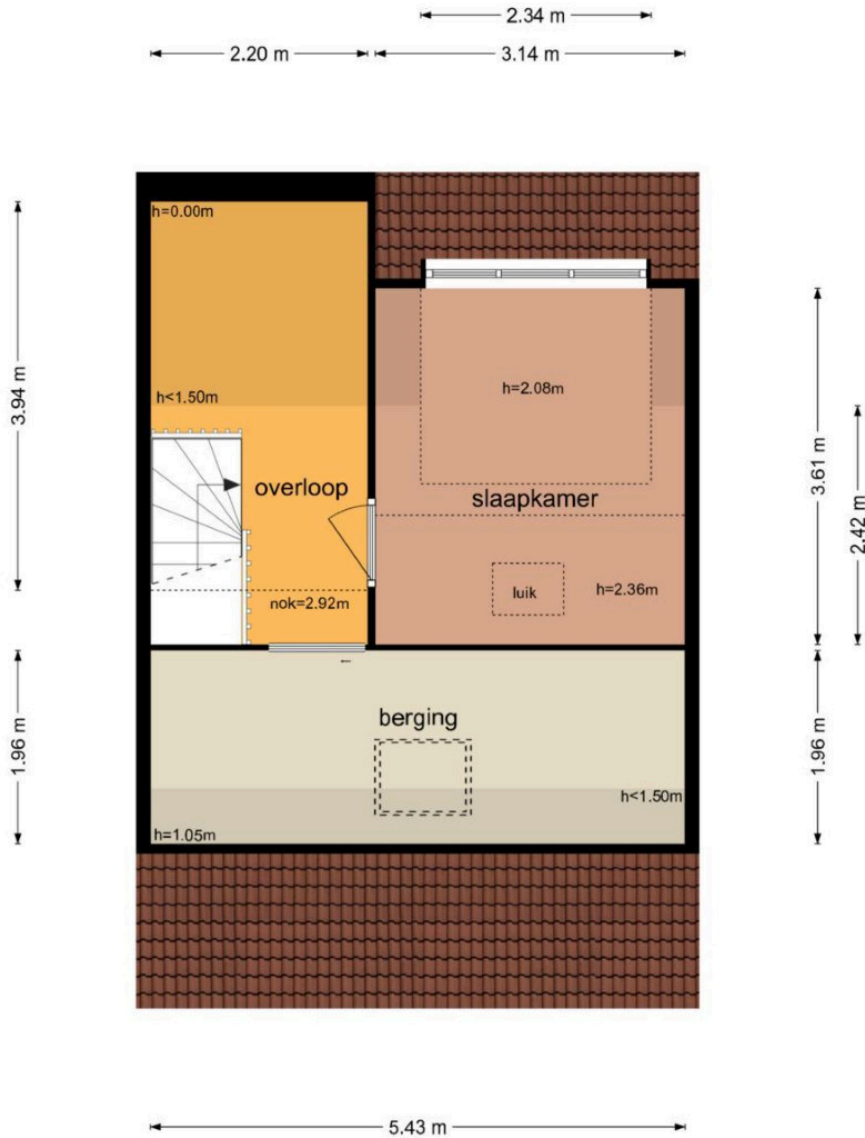 2.34 m
2.20 m
3.14 m
h=0.00m
h=2.08m
h<1.50m
3.94 m
3.61 m
2.42 m
overloop
slaapkamer
luik
h=2.36m
nok=2.92m
←
berging
1.96 m
1.96 m
h<1.50m
h=1.05m
5.43 m